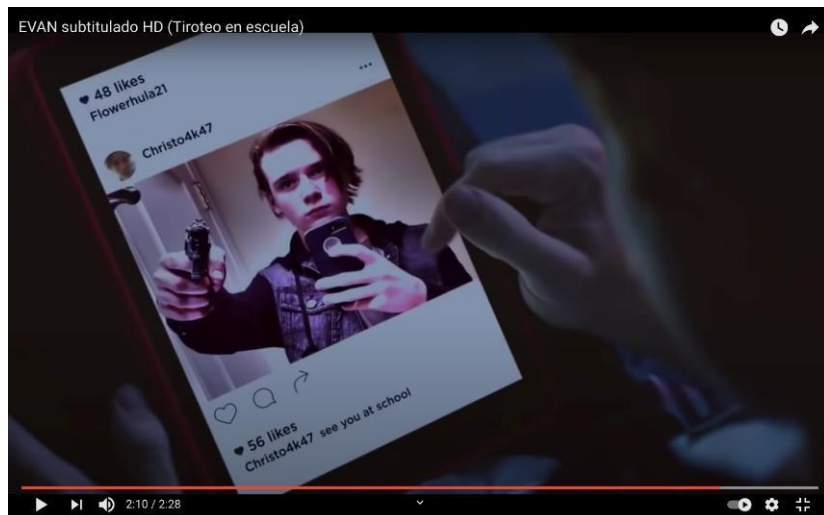 EVAN subtitulado HD (Tiroteo en escuela)
48 likes
Flowerhula21
Christo4k47
56 likes
Christo4k47 see you at school
2:10 / 2:28